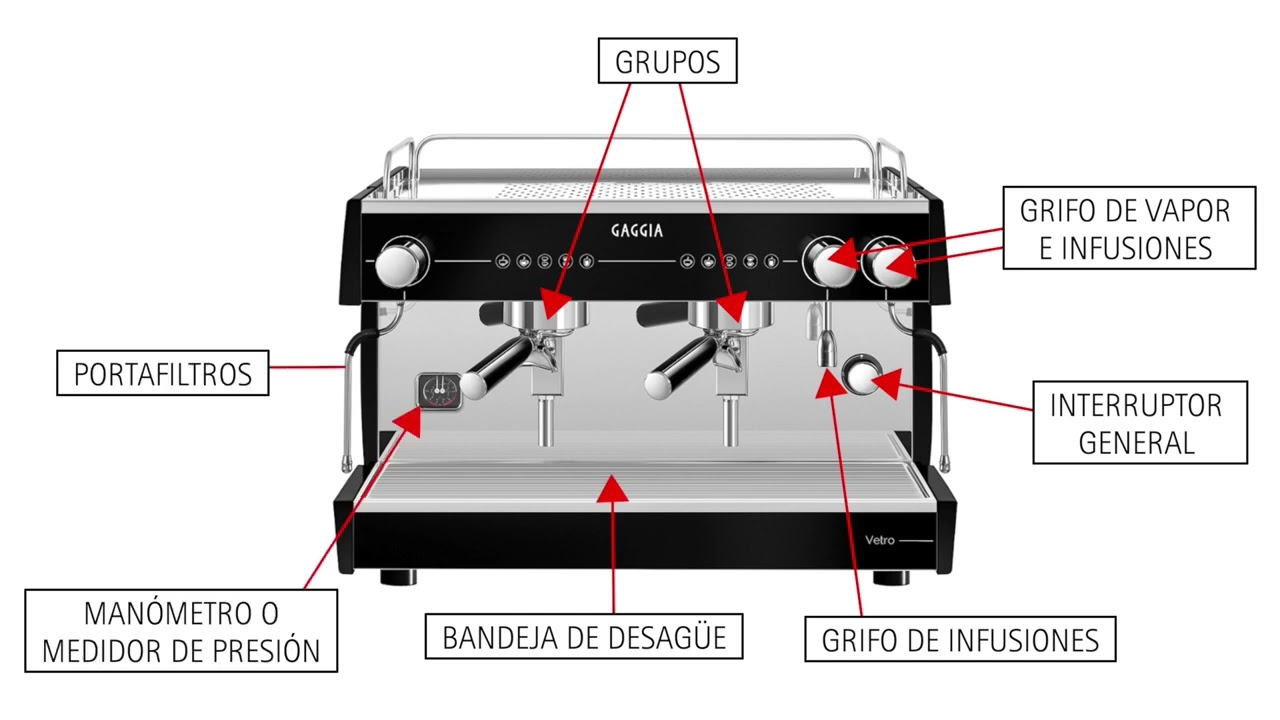 GRUPOS
GRIFO DE VAPOR
E INFUSIONES
GAGGIA
PORTAFILTROS
INTERRUPTOR
GENERAL
Vetro
MANÓMETRO O
MEDIDOR DE PRESIÓN
BANDEJA DE DESAGÜE
GRIFO DE INFUSIONES